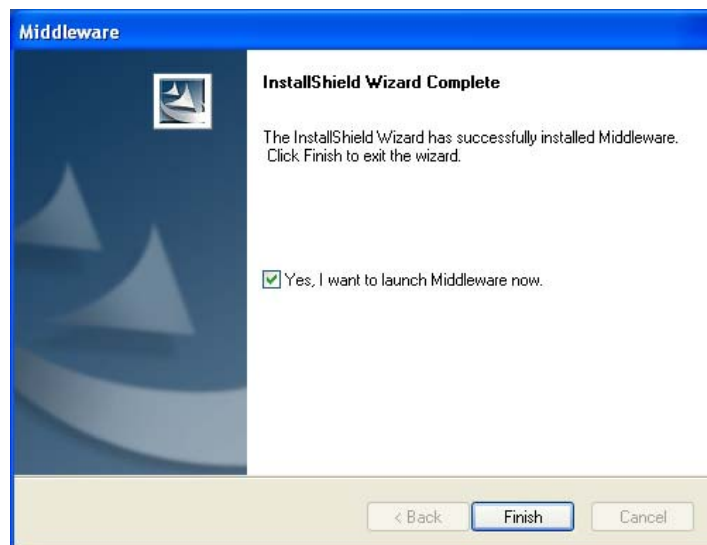 Middleware
InstallShield Wizard Complete
The InstallShield Wizard has successfully installed Middleware.
Click Finish to exit the wizard.
Yes, I want to launch Middleware now.
< Back Finish Cancel